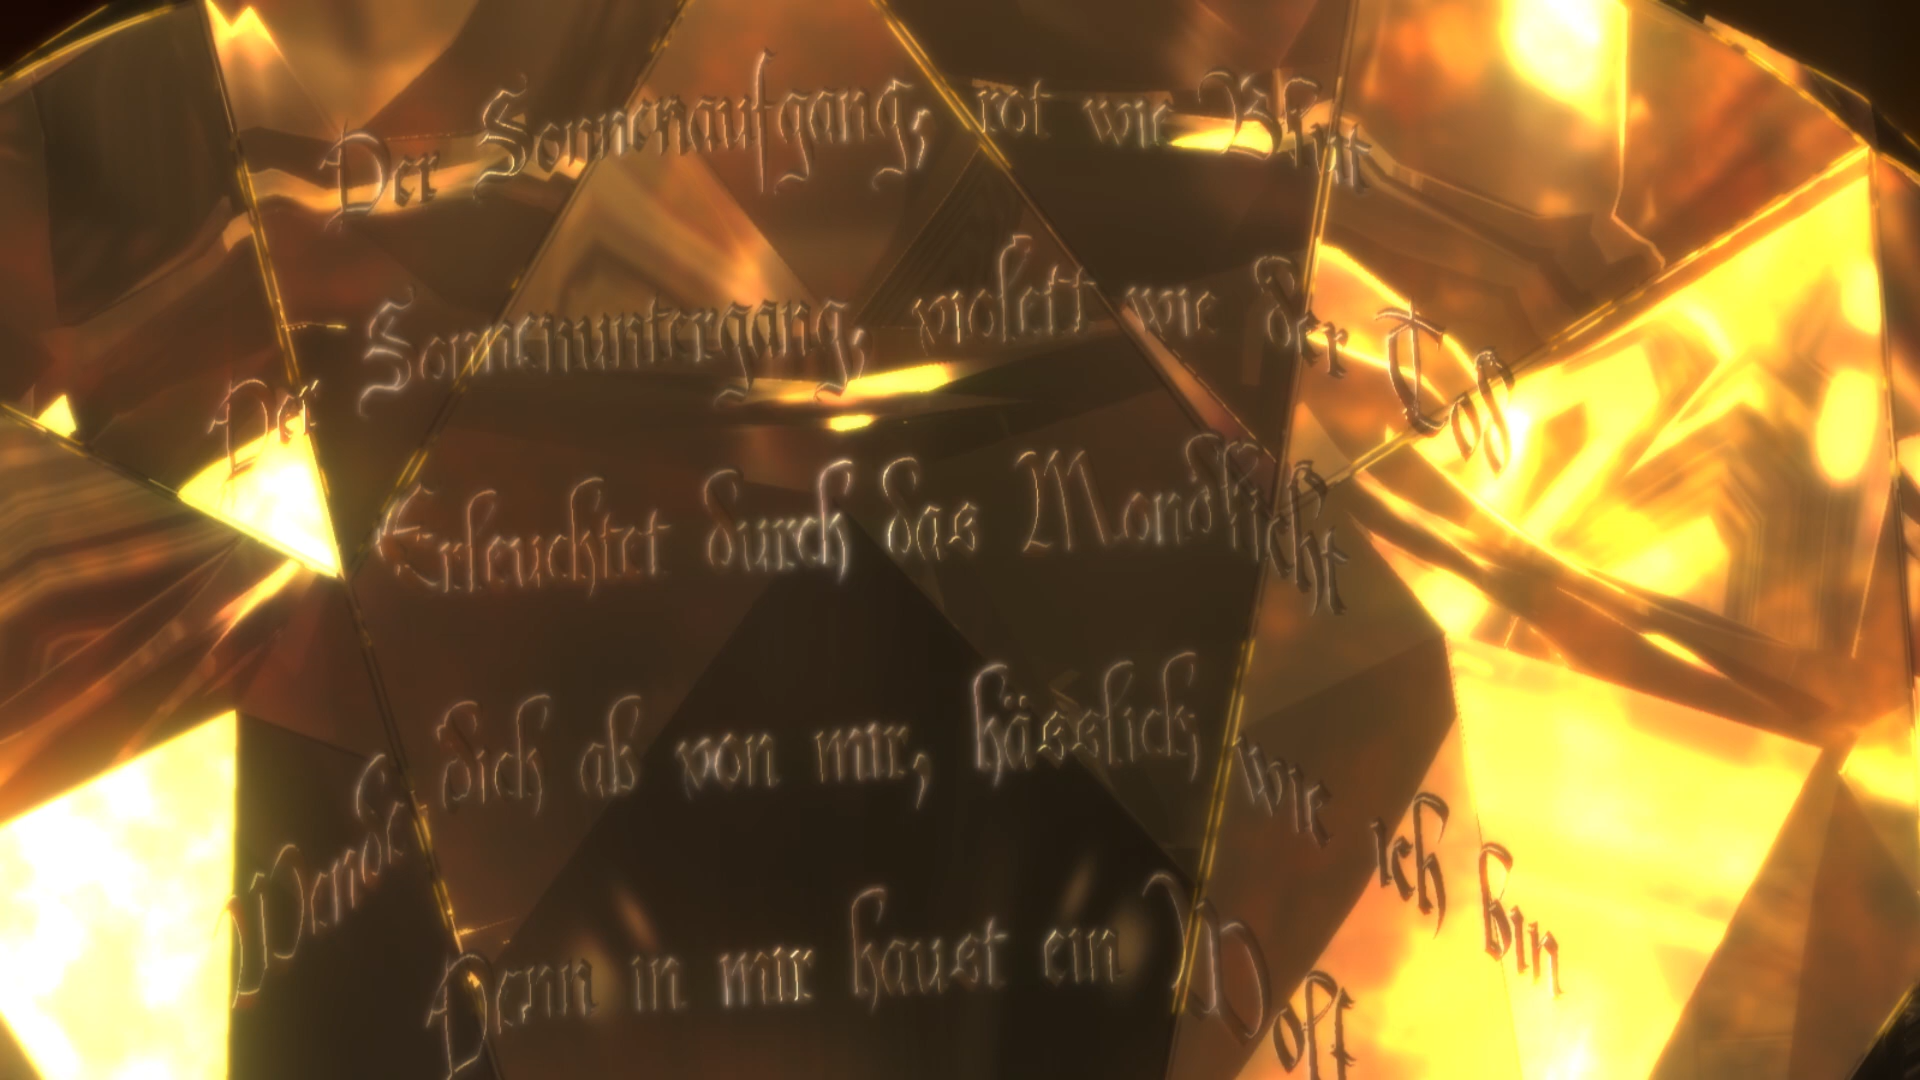 Der Sonnenaufgang, rot wie Blut
Der Sonnenuntergang, violett wie der Tod
Erleuchtet durch das Mondlicht
Wende dich ab von mir, hässlich wie ich bin
Denn in mir haust ein Wolf